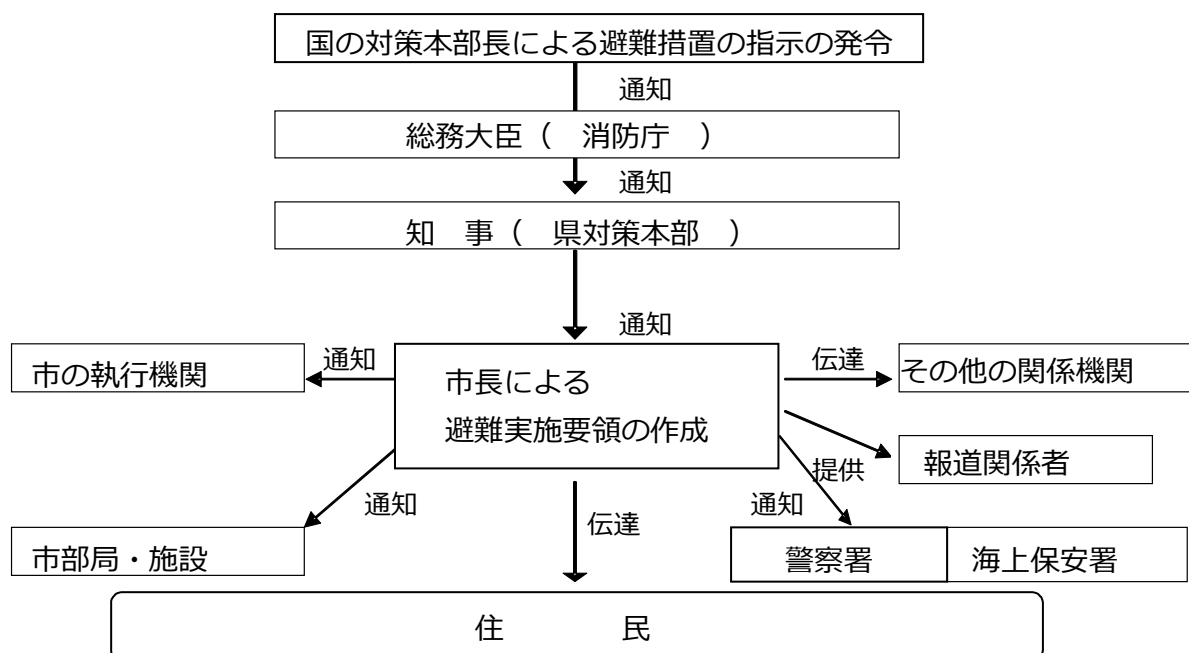 国の対策本部長による避難措置の指示の発令
通知
総務大臣（　消防庁　）
通知
知　事（　県対策本部　）
通知
市の執行機関
通知
市長による
避難実施要領の作成
伝達
その他の関係機関
報道関係者
提供
通知
通知
伝達
市部局・施設
警察署
海上保安署
住　　　　民